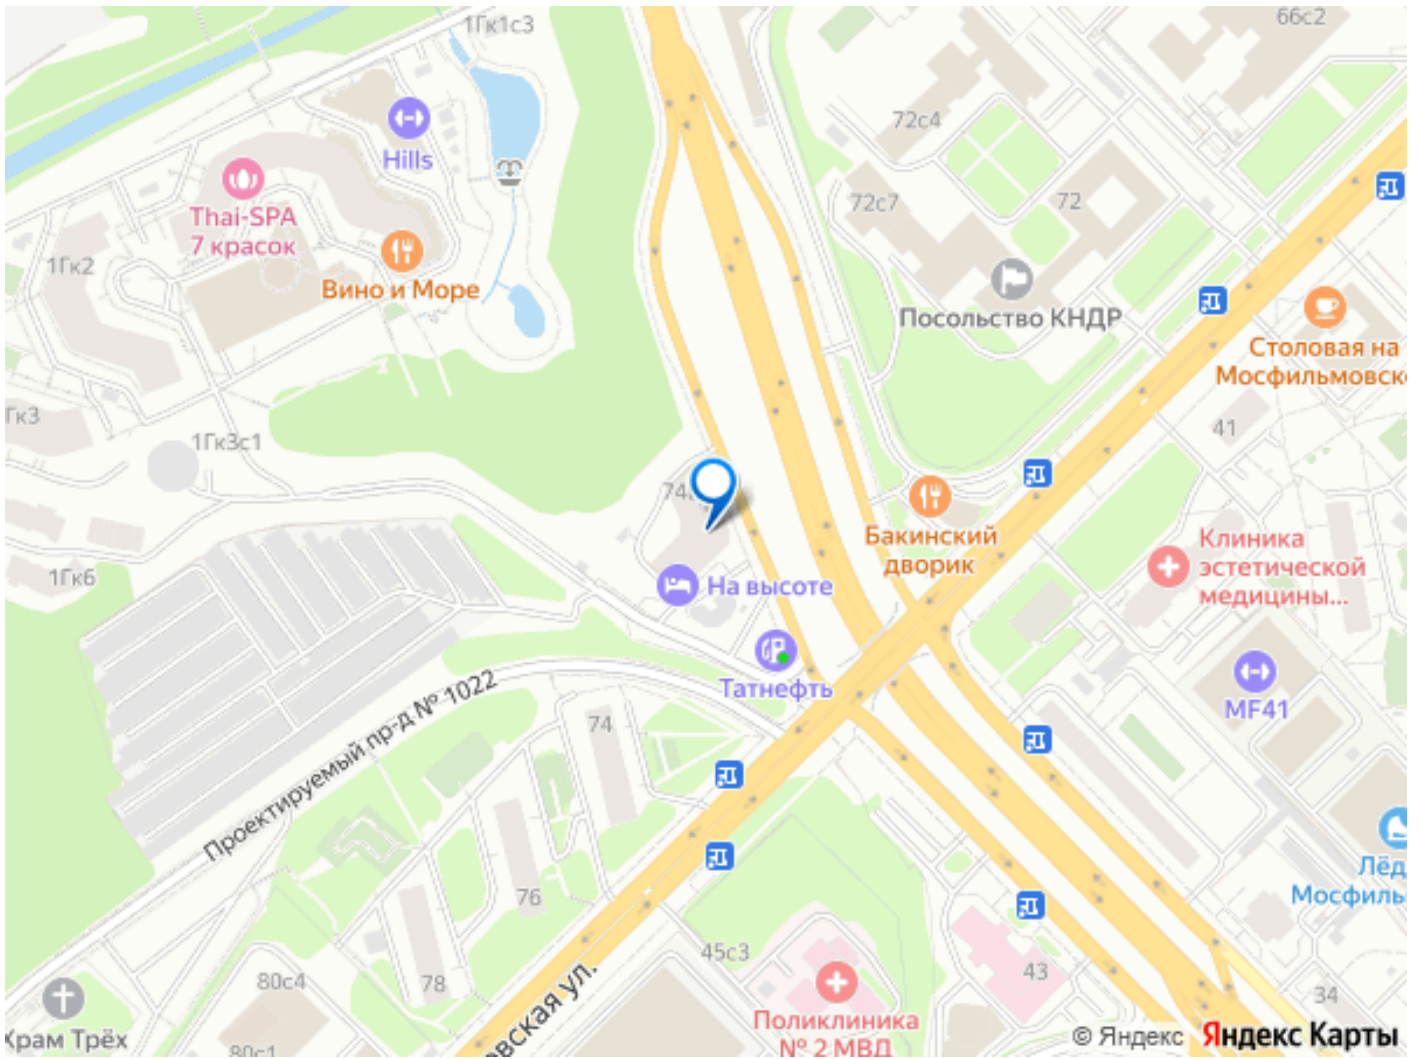 1Гк1с3
66с2
Hills
72с4
Thai-SPA
7 красок
72с7
72
1Гк2
Вино и Море
Посольство КНДР
Столовая на
Мосфильмовск
41
1Гк3с1
Бакинский
дворик
Клиника
эстетической
медицины...
1Гк6
На высоте
Татнефть
MF41
Проектируемый пр-д № 1022
74
76
78
80с4
45с3
43
34
Лёд
Мосфиль
Храм Трёх
80с1
вская ул.
Поликлиника
№ 2 МВД
© Яндекс Яндекс Карты